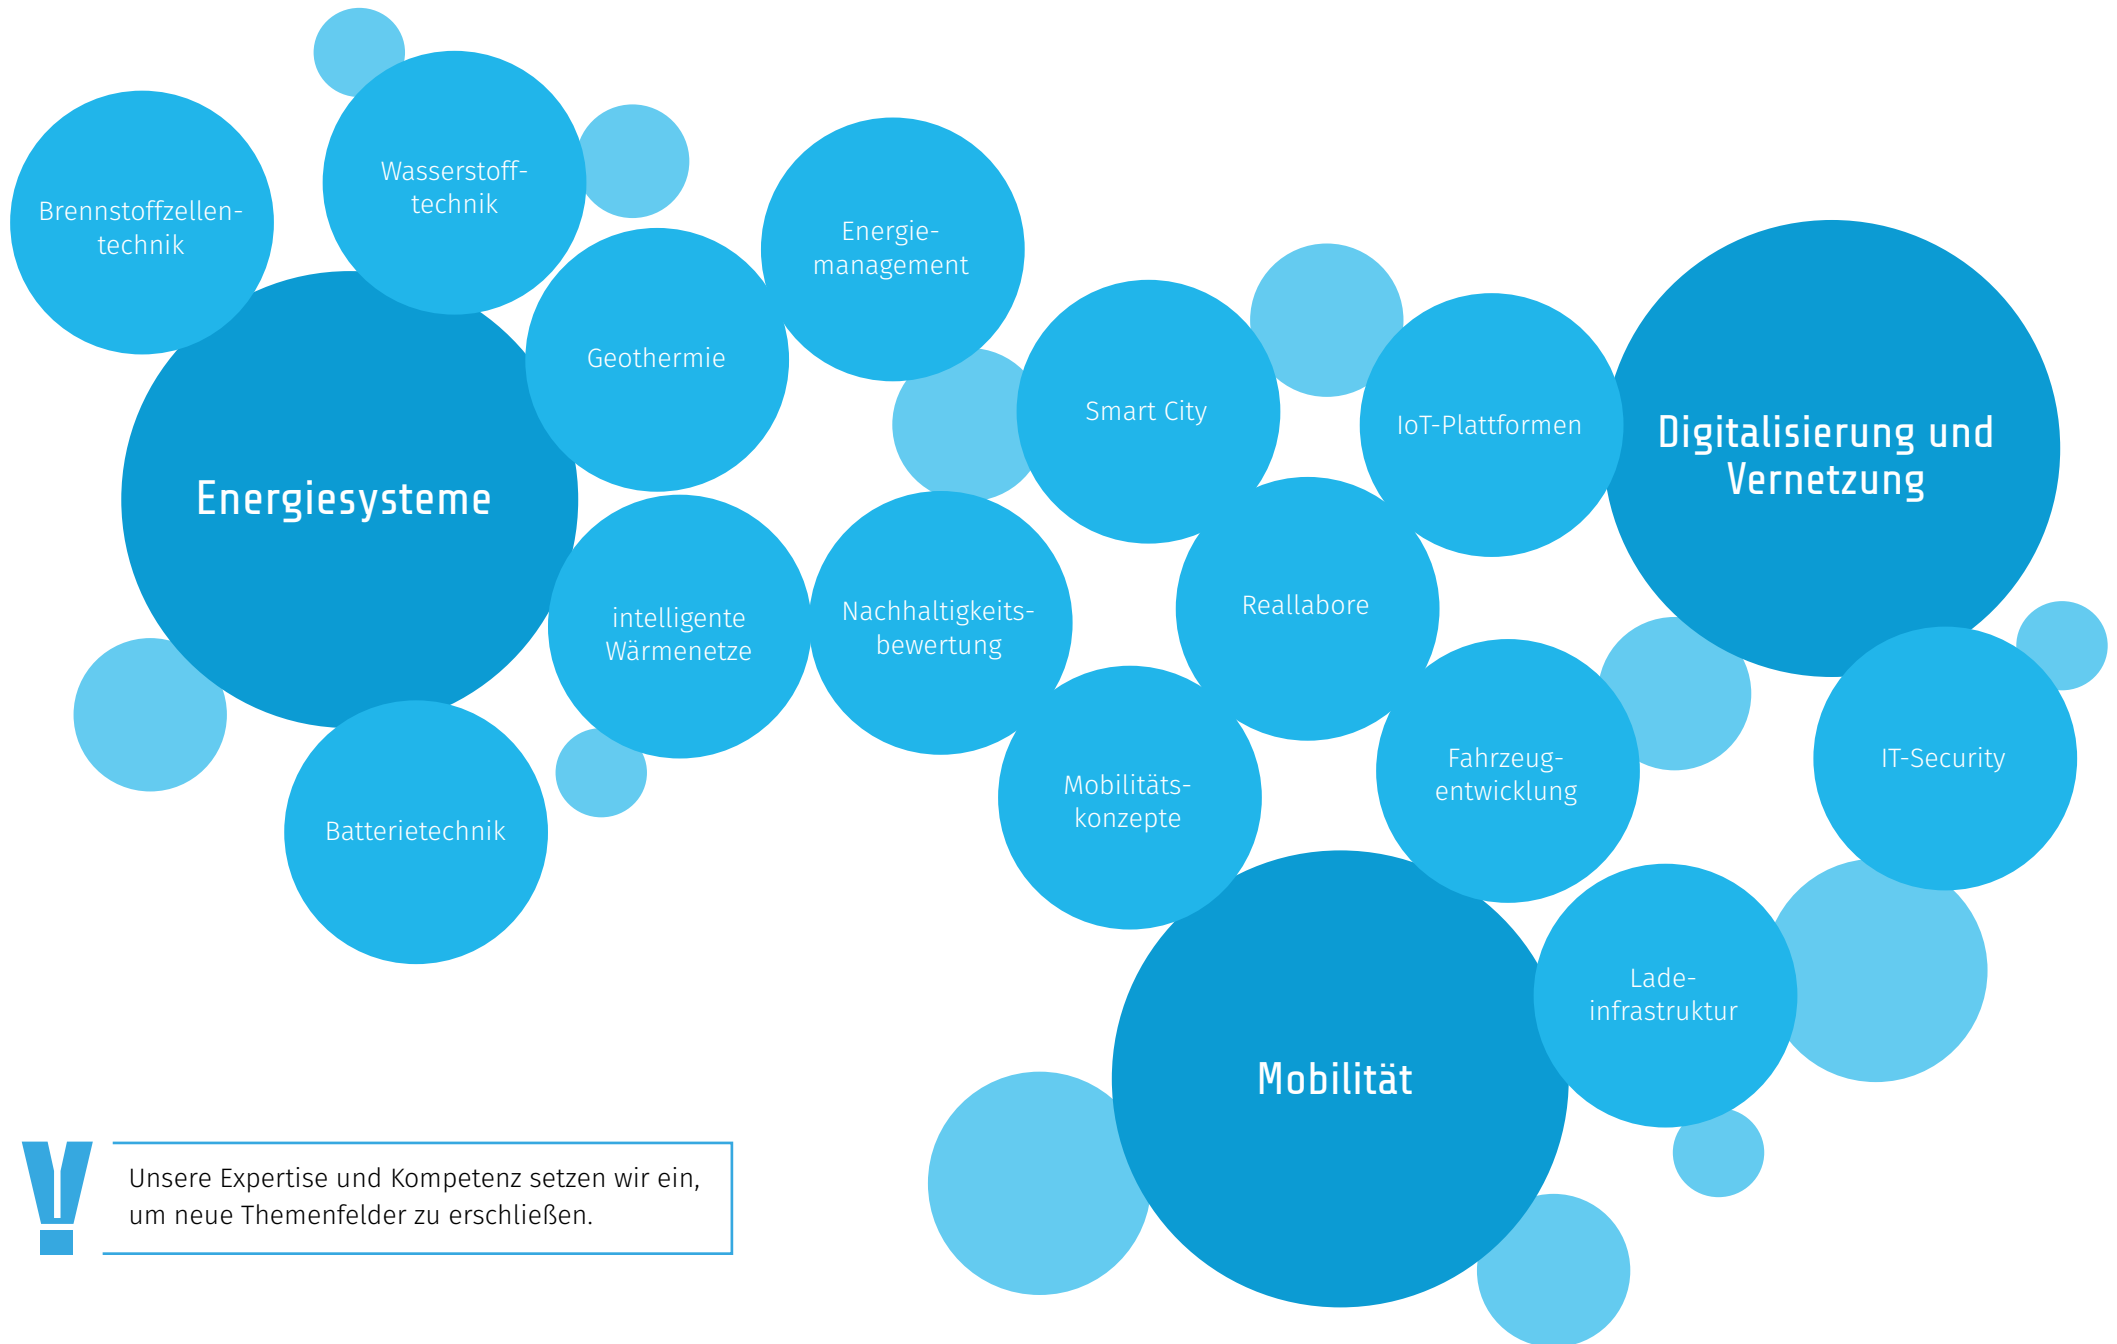 Wasserstoff-
technik
Brennstoffzellen-
technik
Energie-
management
Geothermie
Smart City
IoT-Plattformen
Digitalisierung und
Vernetzung
Energiesysteme
intelligente
Wärmenetze
Nachhaltigkeits-
bewertung
Reallabore
Mobilitäts-
konzepte
Fahrzeug-
entwicklung
IT-Security
Batterietechnik
Lade-
infrastruktur
Mobilität
Unsere Expertise und Kompetenz setzen wir ein,
um neue Themenfelder zu erschließen.